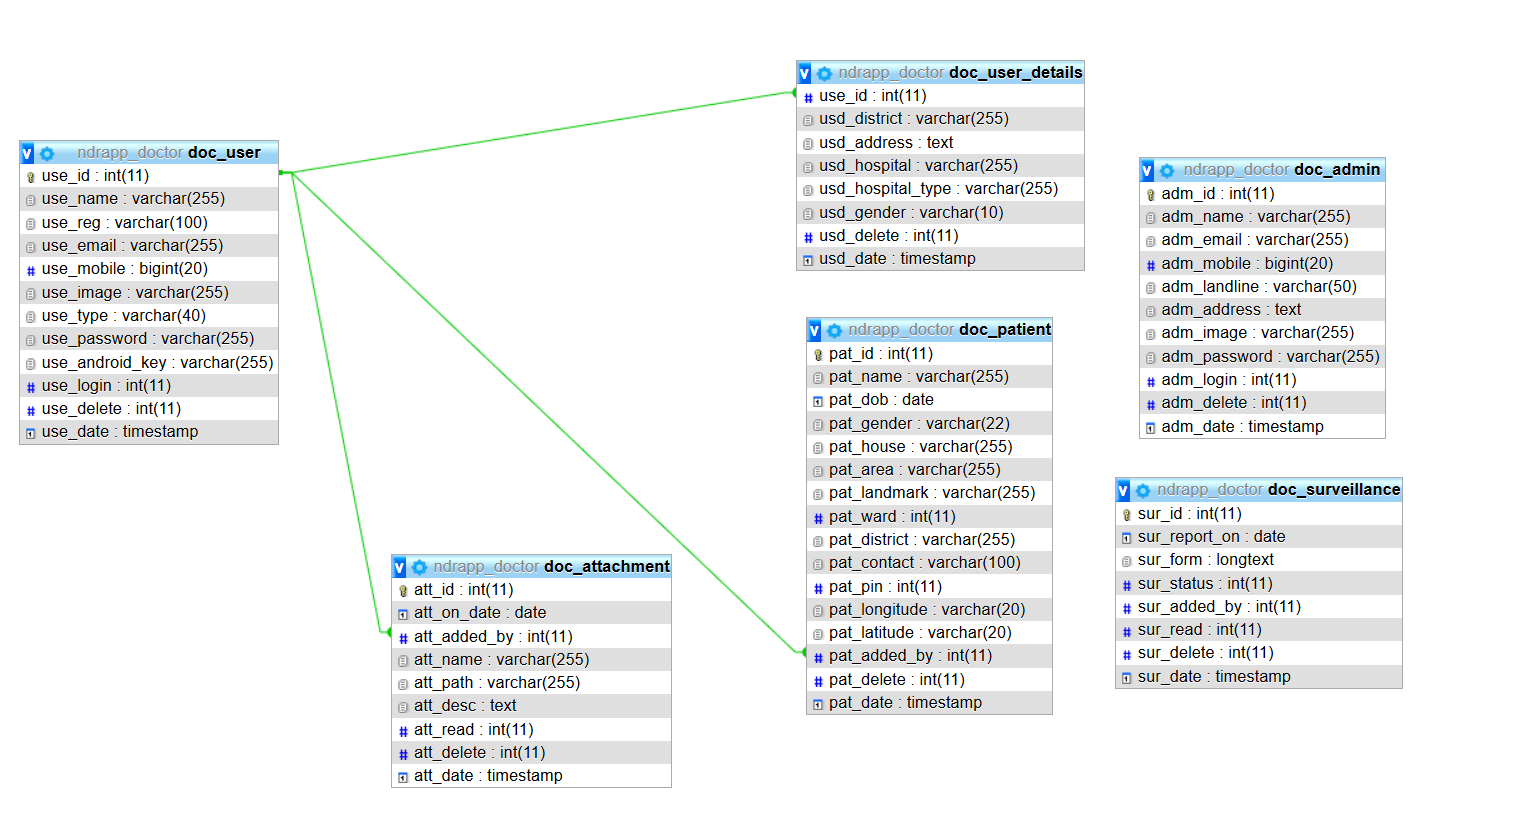 v ndrapp_doctor doc_user
use_id : int(11)
use_name : varchar(255)
use_reg : varchar(100)
use_email : varchar(255)
# use_mobile : bigint(20)
use_image : varchar(255)
use_type : varchar(40)
use_password : varchar(255)
use_android_key : varchar(255)
# use_login : int(11)
# use_delete : int(11)
use_date : timestamp
v ndrapp_doctor doc_attachment
att_id : int(11)
att_on_date : date
# att_added_by : int(11)
att_name : varchar(255)
att_path : varchar(255)
att_desc : text
# att_read : int(11)
# att_delete : int(11)
att_date : timestamp
v ndrapp_doctor doc_user_details
# use_id : int(11)
usd_district : varchar(255)
usd_address : text
usd_hospital : varchar(255)
usd_hospital_type : varchar(255)
usd_gender : varchar(10)
# usd_delete : int(11)
usd_date : timestamp
v ndrapp_doctor doc_patient
pat_id : int(11)
pat_name : varchar(255)
pat_dob : date
pat_gender : varchar(22)
pat_house : varchar(255)
pat_area : varchar(255)
pat_landmark : varchar(255)
# pat_ward : int(11)
pat_district : varchar(255)
pat_contact : varchar(100)
# pat_pin : int(11)
pat_longitude : varchar(20)
pat_latitude : varchar(20)
# pat_added_by : int(11)
# pat_delete : int(11)
pat_date : timestamp
v ndrapp_doctor doc_admin
adm_id : int(11)
adm_name : varchar(255)
adm_email : varchar(255)
# adm_mobile : bigint(20)
adm_landline : varchar(50)
adm_address : text
adm_image : varchar(255)
adm_password : varchar(255)
# adm_login : int(11)
# adm_delete : int(11)
adm_date : timestamp
v ndrapp_doctor doc_surveillance
sur_id : int(11)
sur_report_on : date
sur_form : longtext
# sur_status : int(11)
# sur_added_by : int(11)
# sur_read : int(11)
# sur_delete : int(11)
sur_date : timestamp